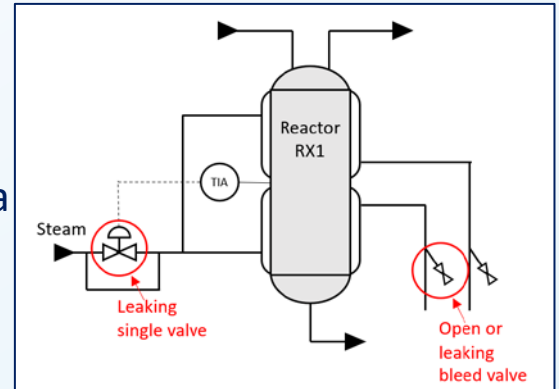 Reactor
RX1
TIA
a
Steam
Leaking
single valve
Open or
leaking
bleed valve